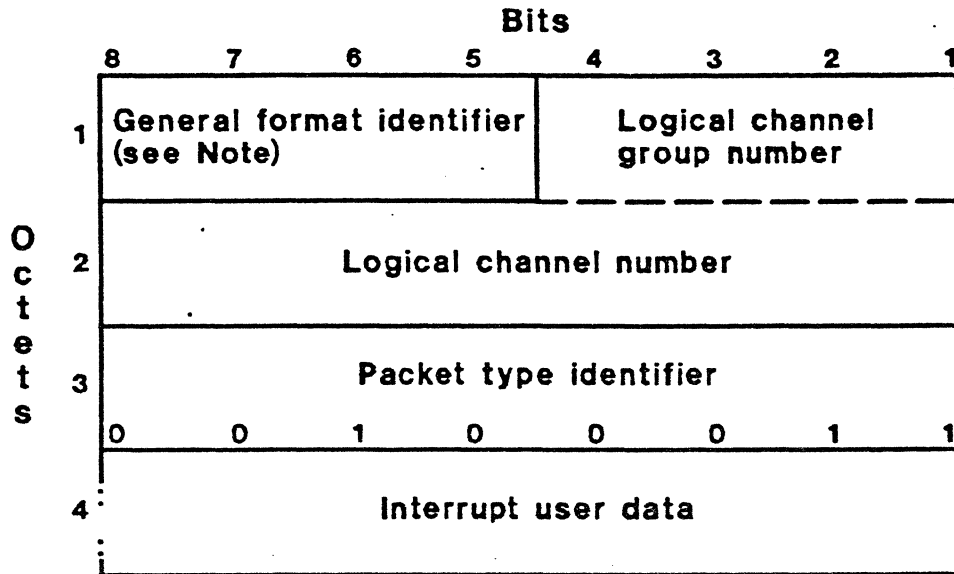 Bits
8 7 6 5 4 3 2 1
1 General format identifier Logical channel
(see Note) group number
Octets
2 Logical channel number
3 Packet type identifier
0 0 1 0 0 0 1 1
4 Interrupt user data